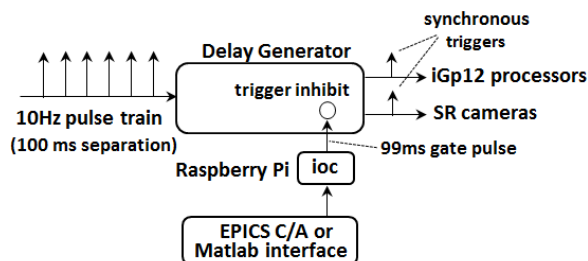 synchronous
triggers
Delay Generator
iGp12 processors
trigger inhibit
10Hz pulse train
(100 ms separation)
SR cameras
99ms gate pulse
Raspberry Pi
ioc
EPICS C/A or
Matlab interface